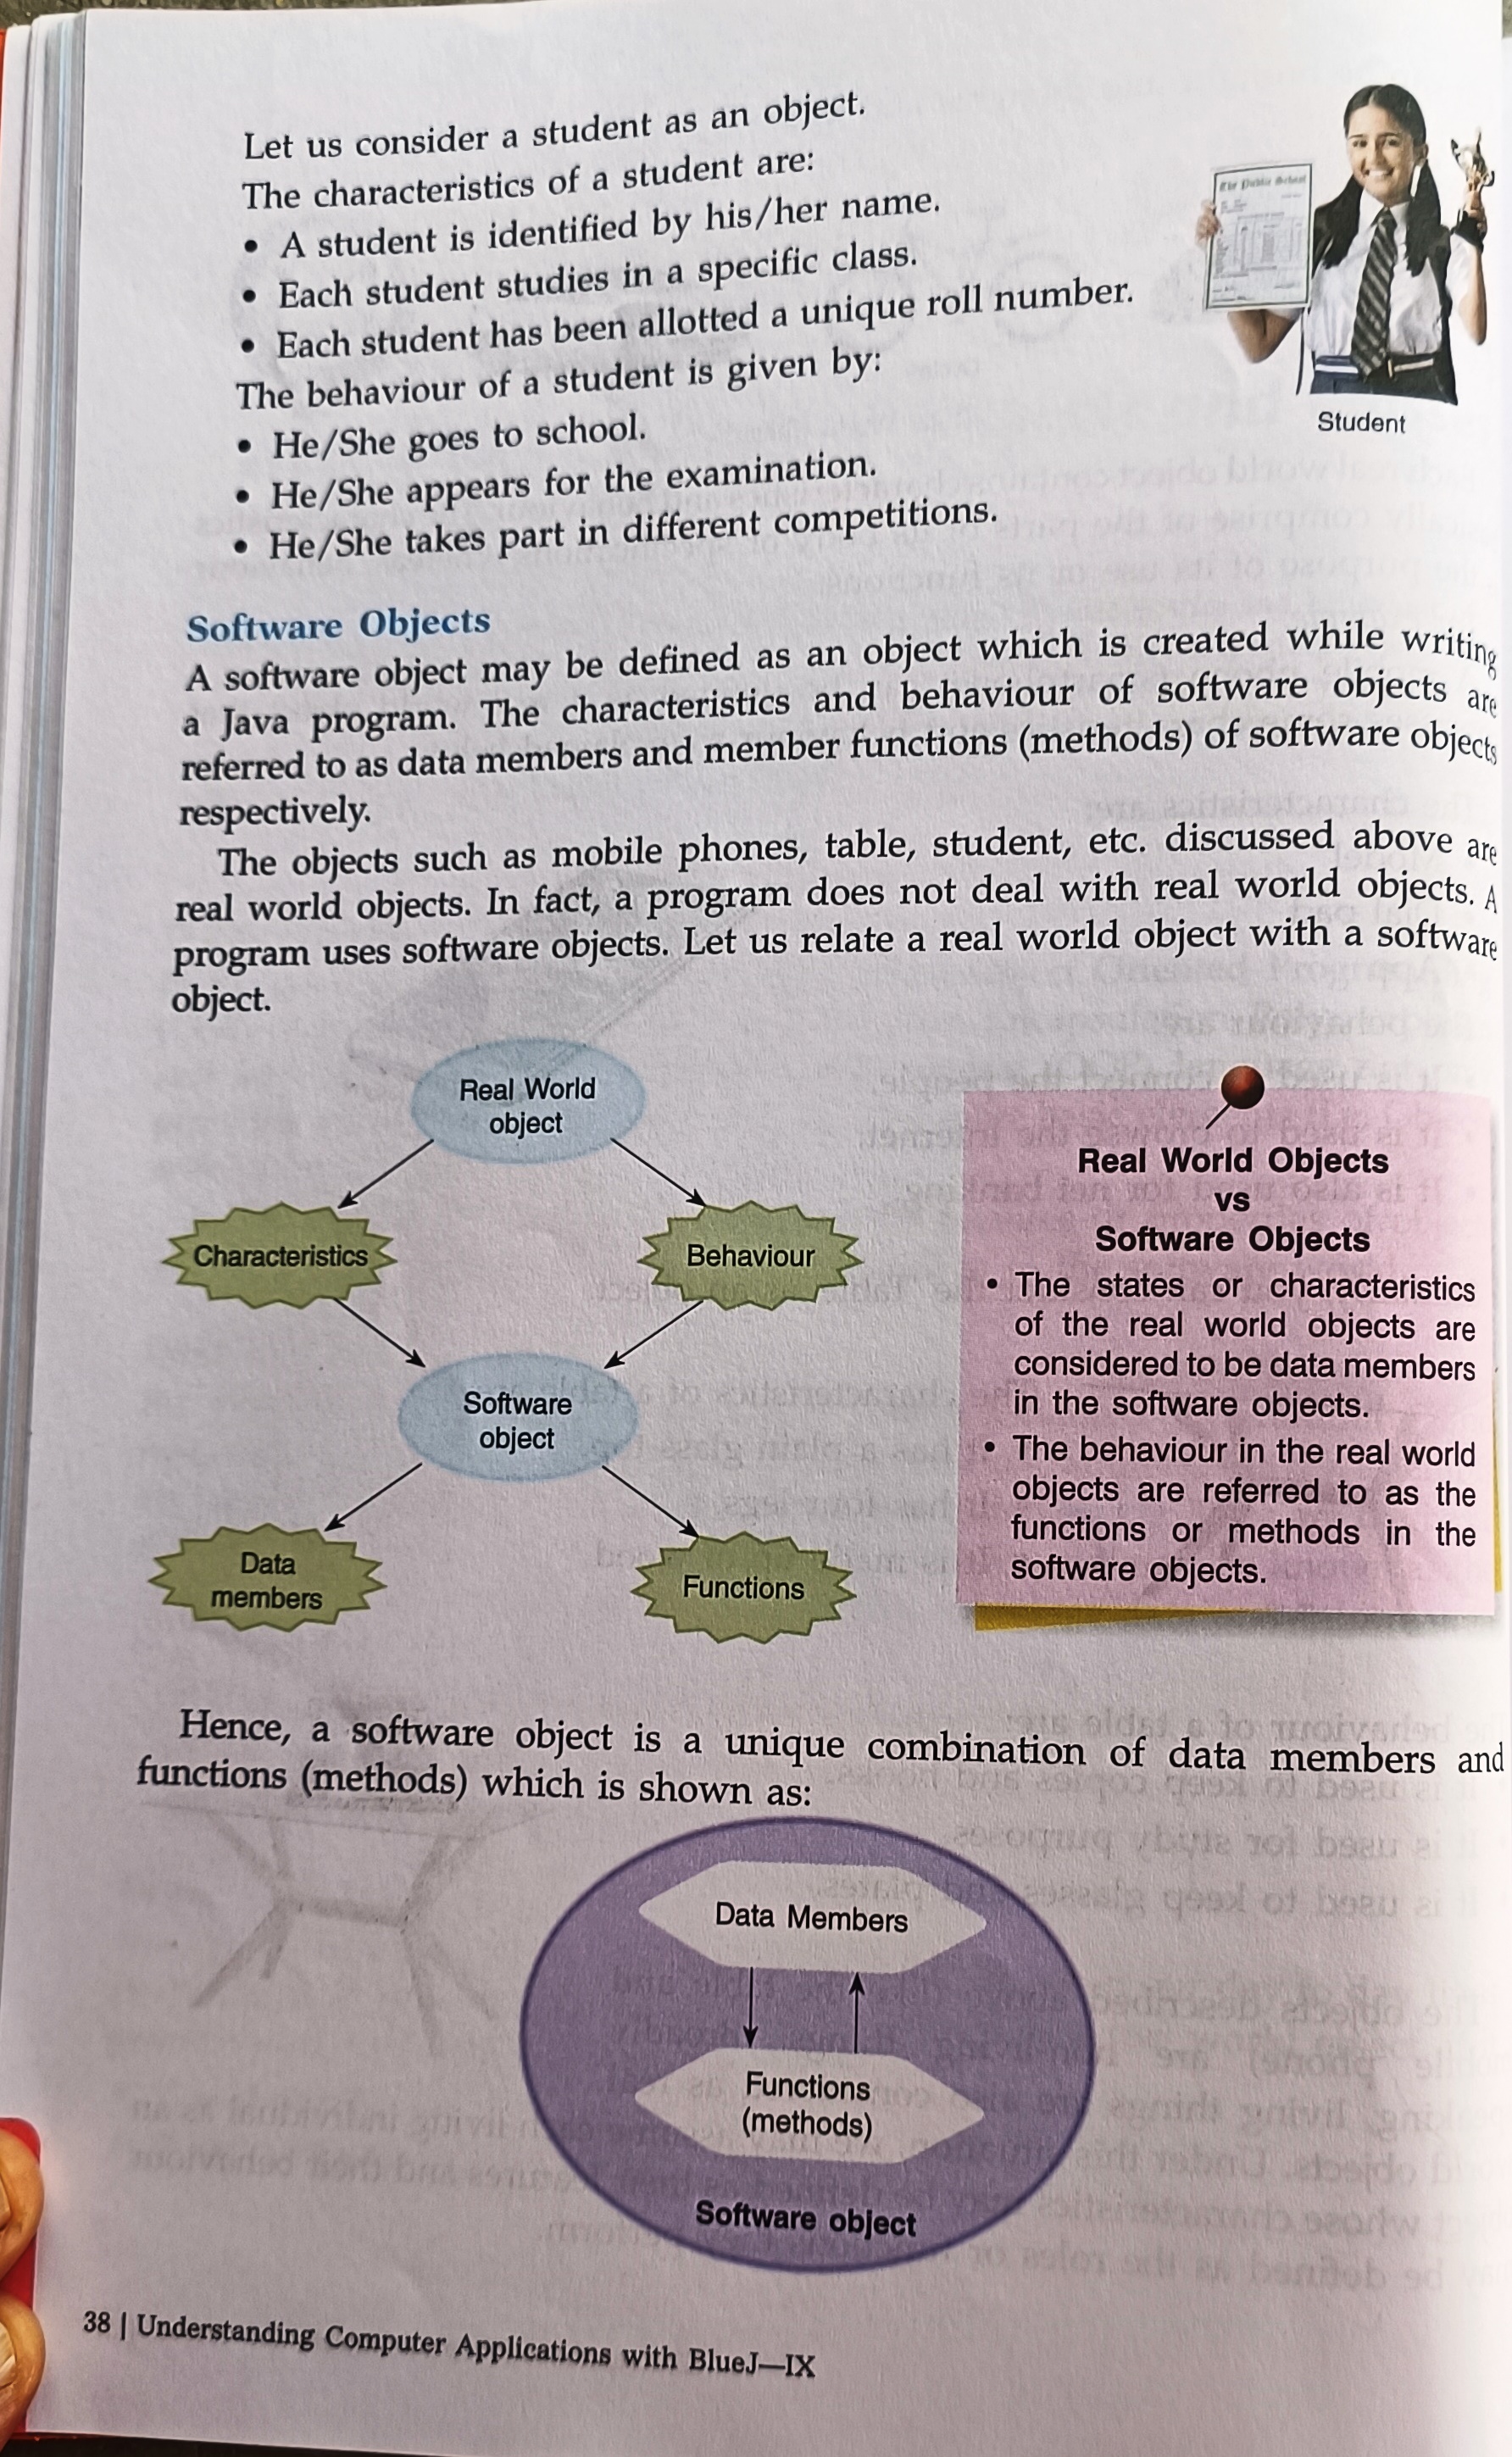 Let us consider a student as an object.
The characteristics of a student are:
• A student is identified by his/her name.
• Each student studies in a specific class.
• Each student has been allotted a unique roll number.
The behaviour of a student is given by:
• He/She goes to school.
• He/She appears for the examination.
• He/She takes part in different competitions.
The Public School
Student
Software Objects
A software object may be defined as an object which is created while writing
a Java program. The characteristics and behaviour of software objects are
referred to as data members and member functions (methods) of software objects
respectively.
The objects such as mobile phones, table, student, etc. discussed above are
real world objects. In fact, a program does not deal with real world objects. A
program uses software objects. Let us relate a real world object with a software
object.
Real World
object
Characteristics
Behaviour
Software
object
Data
members
Functions
Real World Objects
vs
Software Objects
• The states or characteristics
of the real world objects are
considered to be data members
in the software objects.
• The behaviour in the real world
objects are referred to as the
functions or methods in the
software objects.
Hence, a software object is a unique combination of data members and
functions (methods) which is shown as:
Data Members
Functions
(methods)
Software object
38 | Understanding Computer Applications with BlueJ—IX